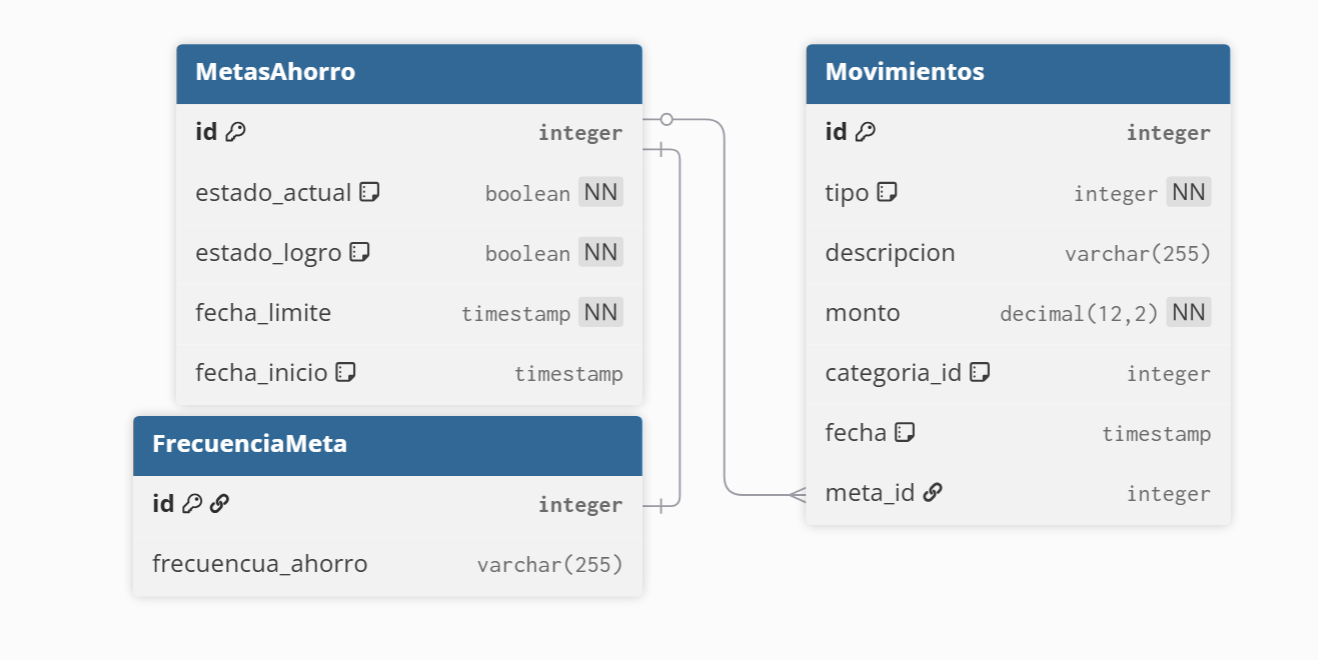 MetasAhorro
id integer
estado_actual boolean NN
estado_logro boolean NN
fecha_limite timestamp NN
fecha_inicio timestamp
FrecuenciaMeta
id integer
frecuencua_ahorro varchar(255)
Movimientos
id integer
tipo integer NN
descripcion varchar(255)
monto decimal(12,2) NN
categoria_id integer
fecha timestamp
meta_id integer